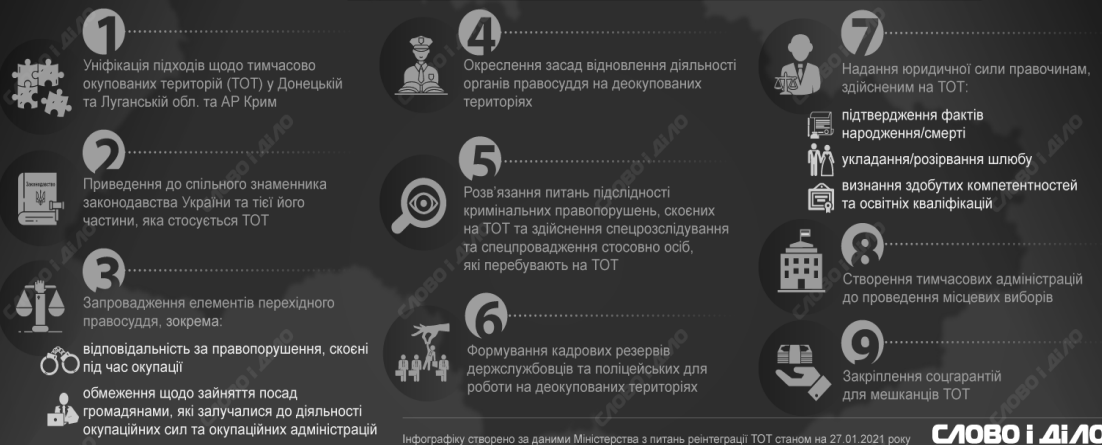 1
Уніфікація підходів щодо тимчасово
окупованих територій (ТОТ) у Донецькій
та Луганській обл. та АР Крим
2
Законодавство
Приведення до спільного знаменника
законодавства України та тієї його
частини, яка стосується ТОТ
3
Запровадження елементів перехідного
правосуддя, зокрема:
відповідальність за правопорушення, скоєні
під час окупації
обмеження щодо зайняття посад
громадянами, які залучалися до діяльності
окупаційних сил та окупаційних адміністрацій
4
Окреслення засад відновлення діяльності
органів правосуддя на деокупованих
територіях
5
Розв'язання питань підслідності
кримінальних правопорушень, скоєних
на ТОТ та здійснення спецрозслідування
та спецпровадження стосовно осіб,
які перебувають на ТОТ
6
Формування кадрових резервів
держслужбовців та поліцейських для
роботи на деокупованих територіях
7
Надання юридичної сили правочинам,
здійсненим на ТОТ:
підтвердження фактів
народження/смерті
укладання/розірвання шлюбу
визнання здобутих компетентностей
та освітніх кваліфікацій
8
Створення тимчасових адміністрацій
до проведення місцевих виборів
9
Закріплення соцгарантій
для мешканців ТОТ
Інфографіку створено за даними Міністерства з питань реінтеграції ТОТ станом на 27.01.2021 року
СЛОВО і ДІЛО